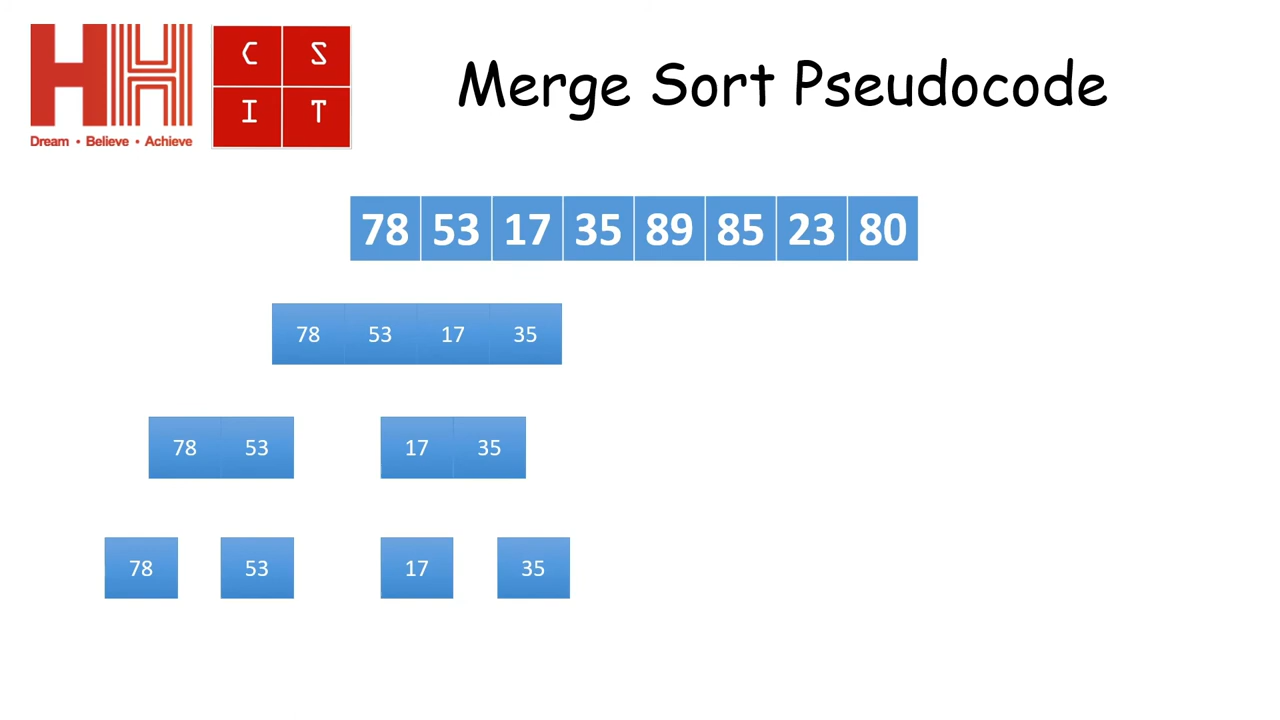 C S
I T
Dream • Believe • Achieve
Merge Sort Pseudocode
78 53 17 35 89 85 23 80
78 53 17 35
78 53 17 35
78 53 17 35